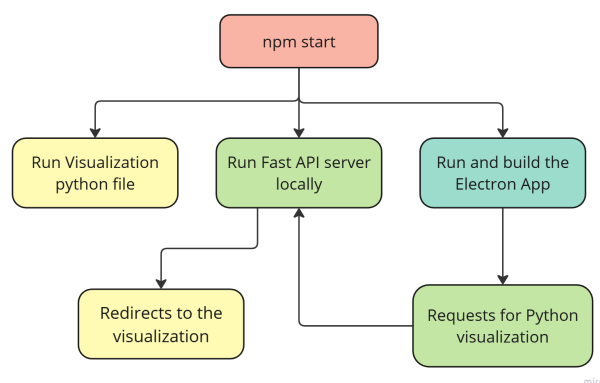 npm start
Run Visualization
python file
Run Fast API server
locally
Run and build the
Electron App
Redirects to the
visualization
Requests for Python
visualization